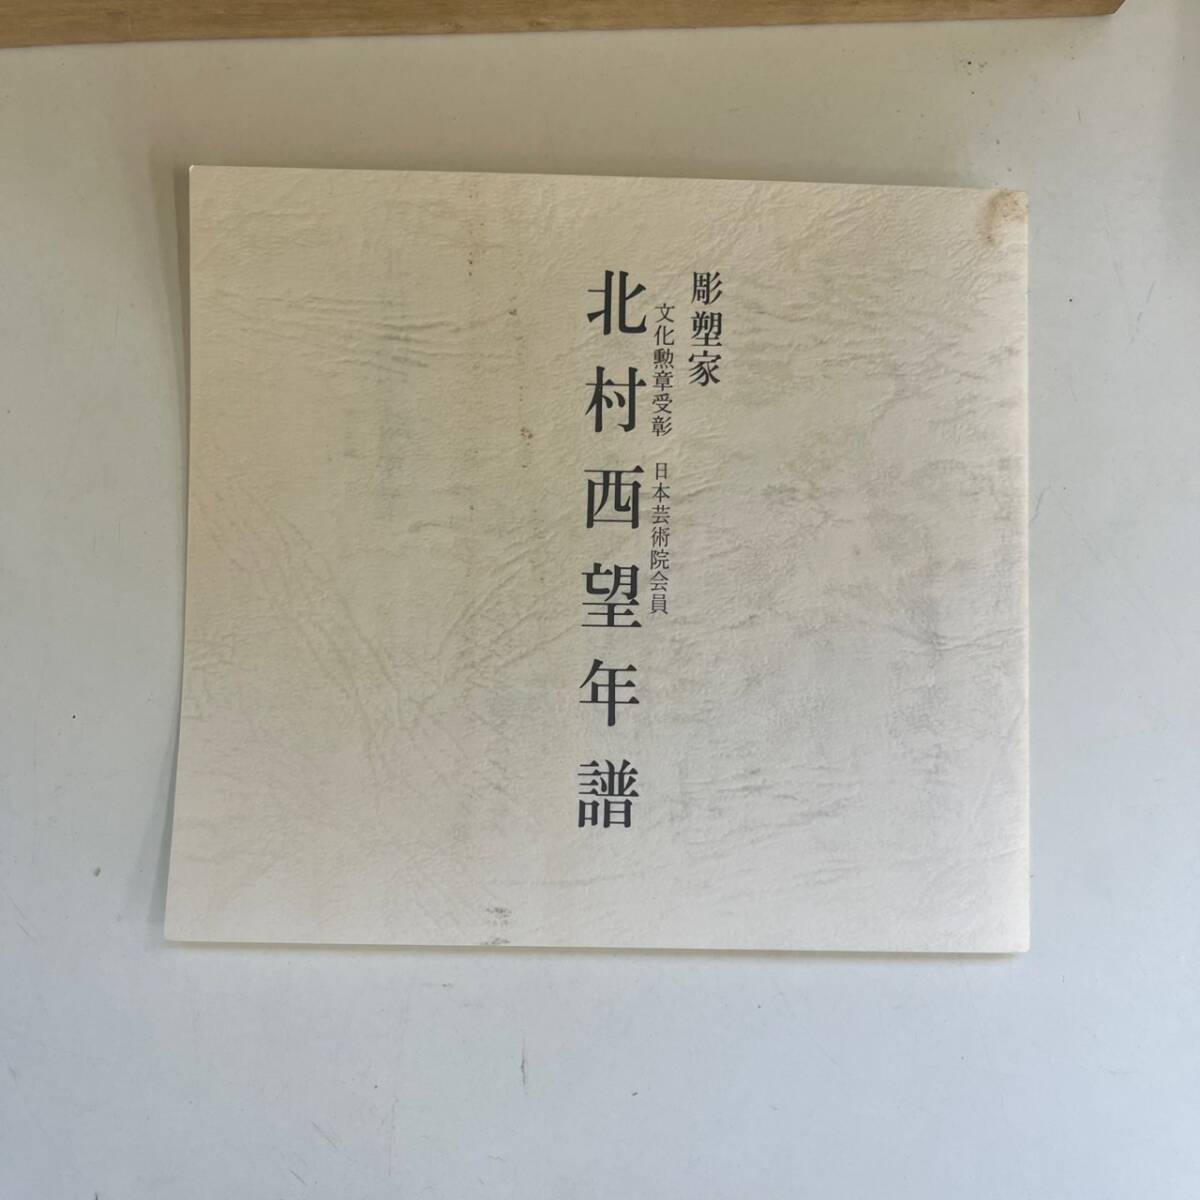 彫塑家
文化勲章受彰 日本芸術院会員
北村西望年譜